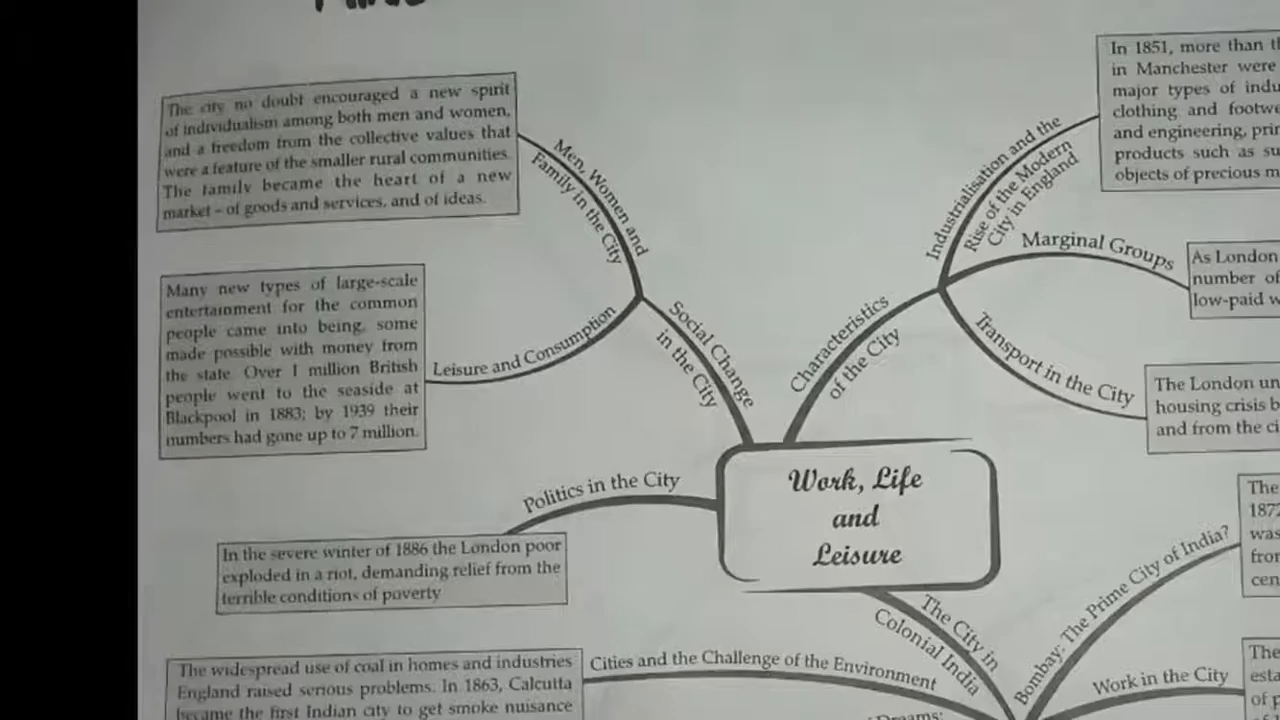 The city no doubt encouraged a new spirit
of individualism among both men and women,
and a freedom from the collective values that
were a feature of the smaller rural communities.
The family became the heart of a new
market – of goods and services, and of ideas.
Men, Women and
Family in the City
Many new types of large-scale
entertainment for the common
people came into being, some
made possible with money from
the state. Over 1 million British
people went to the seaside at
Blackpool in 1883; by 1939 their
numbers had gone up to 7 million.
Leisure and Consumption
Social Change
in the City
Characteristics
of the City
Industrialisation and the
Rise of the Modern
City in England
In 1851, more than
in Manchester were
major types of
clothing and
and engineering,
products such as
objects of precious
Marginal Groups
As London
number of
low-paid
Transport in the City
The London
housing crisis
and from the
Work, Life
and
Leisure
Politics in the City
In the severe winter of 1886 the London poor
exploded in a riot, demanding relief from the
terrible conditions of poverty
The City in
Colonial India
Bombay: The Prime City of India?
The
was
Work in the City
The
of
Cities and the Challenge of the Environment
The widespread use of coal in homes and industries
England raised serious problems. In 1863, Calcutta
became the first Indian city to get smoke nuisance
Dreams: